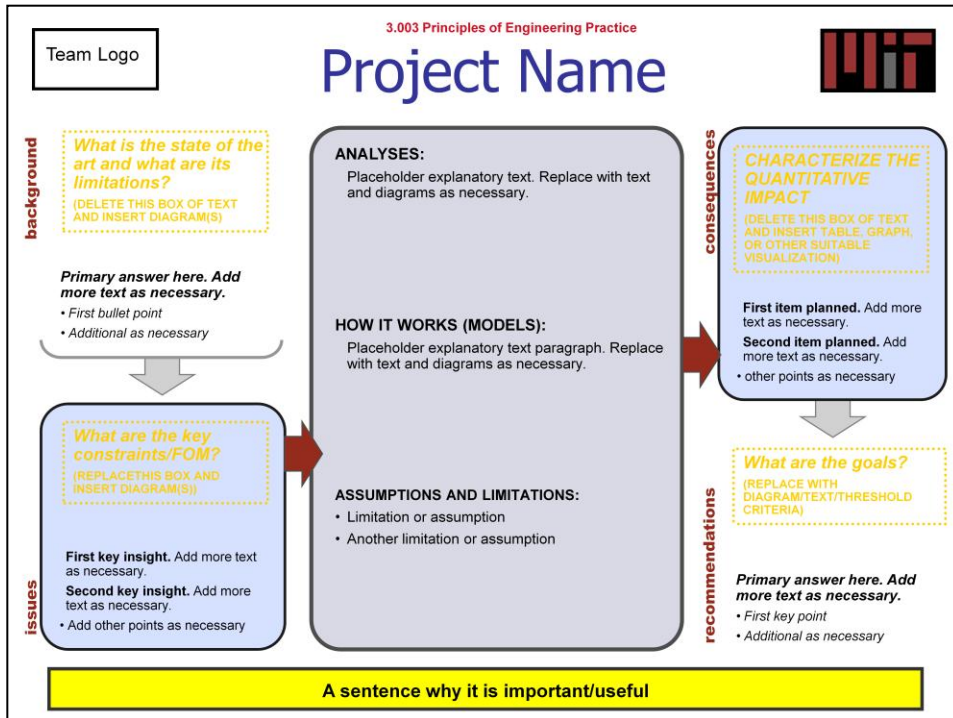 3.003 Principles of Engineering Practice
Team Logo
Project Name
MIT
background
What is the state of the
art and what are its
limitations?
(DELETE THIS BOX OF TEXT
AND INSERT DIAGRAM(S)
Primary answer here. Add
more text as necessary.
• First bullet point
• Additional as necessary
issues
What are the key
constraints/FOM?
(REPLACETHIS BOX AND
INSERT DIAGRAM(S))
First key insight. Add more text
as necessary.
Second key insight. Add more
text as necessary.
• Add other points as necessary
ANALYSES:
Placeholder explanatory text. Replace with text
and diagrams as necessary.
HOW IT WORKS (MODELS):
Placeholder explanatory text paragraph. Replace
with text and diagrams as necessary.
ASSUMPTIONS AND LIMITATIONS:
• Limitation or assumption
• Another limitation or assumption
consequences
CHARACTERIZE THE
QUANTITATIVE
IMPACT
(DELETE THIS BOX OF TEXT
AND INSERT TABLE, GRAPH,
OR OTHER SUITABLE
VISUALIZATION)
First item planned. Add more
text as necessary.
Second item planned. Add
more text as necessary.
• other points as necessary
recommendations
What are the goals?
(REPLACE WITH
DIAGRAM/TEXT/THRESHOLD
CRITERIA)
Primary answer here. Add
more text as necessary.
• First key point
• Additional as necessary
A sentence why it is important/useful